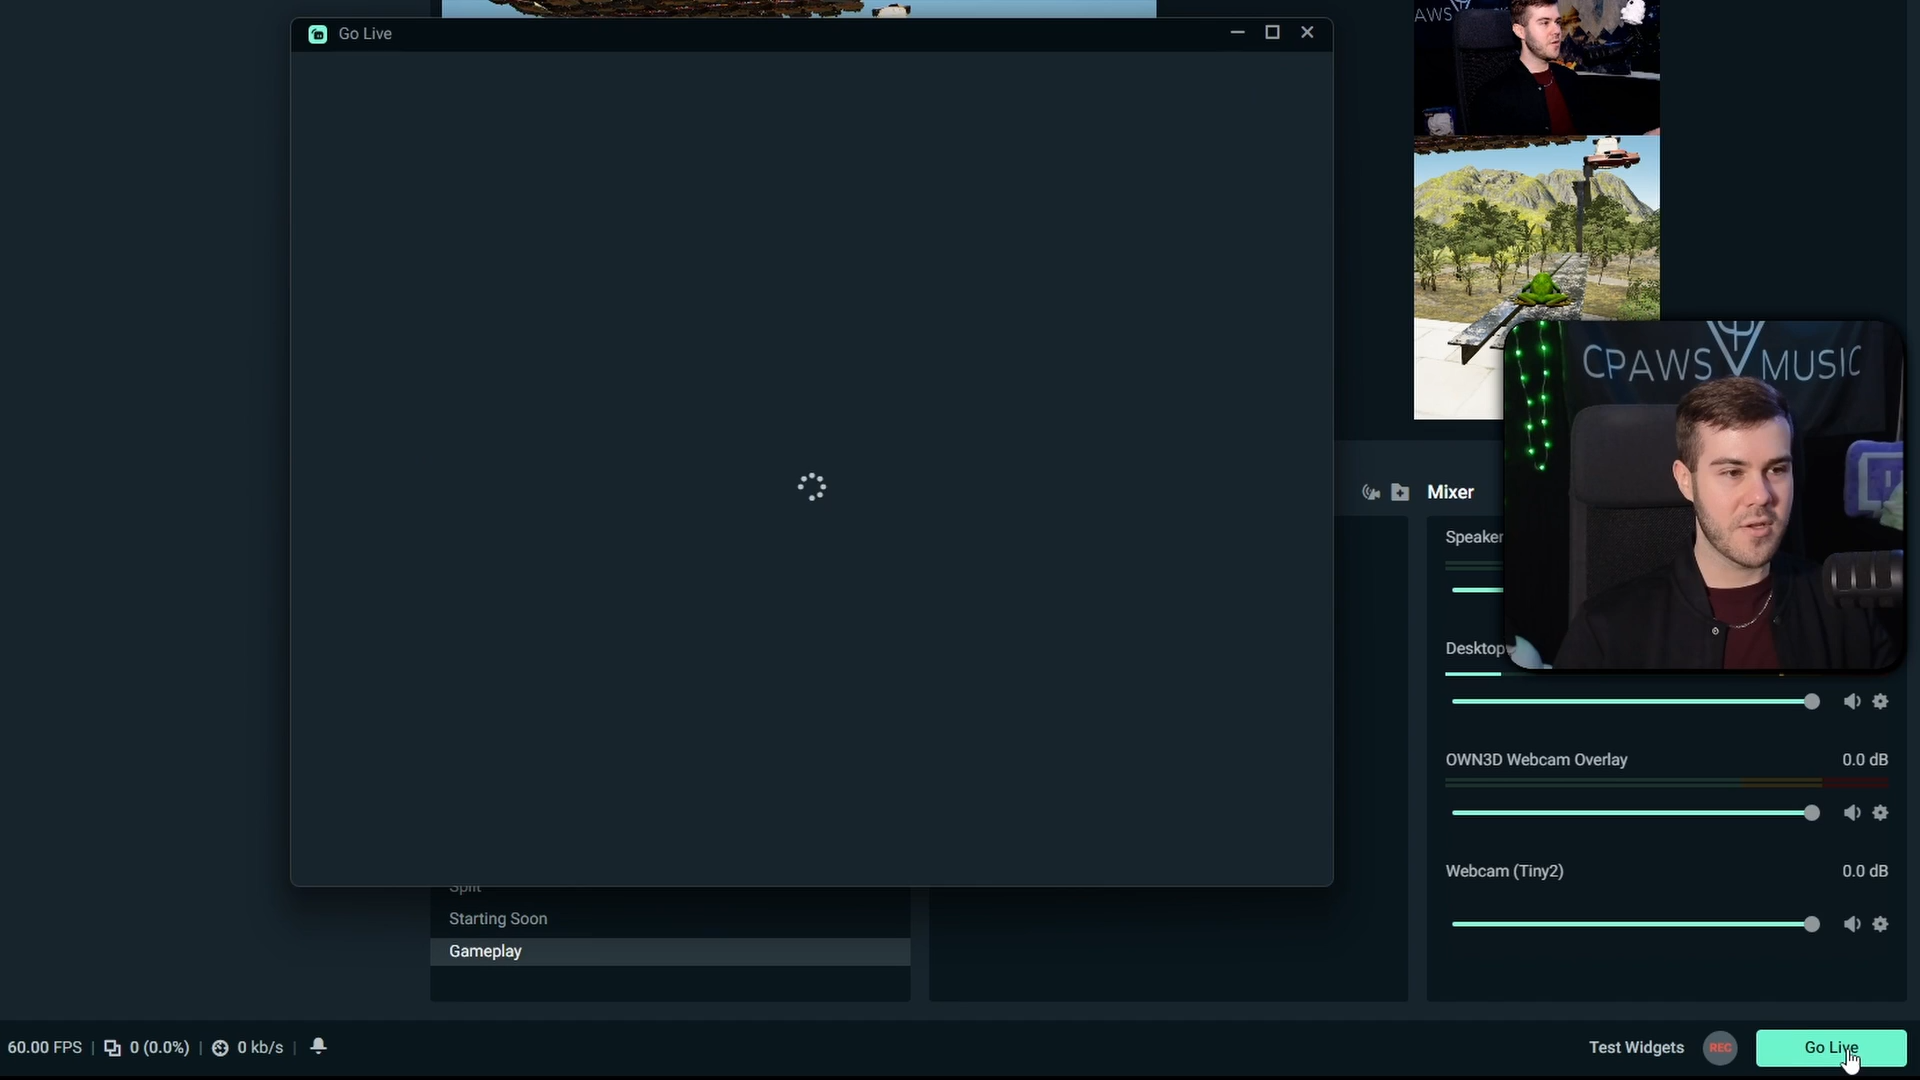 Go Live
AWS
CPAWS MUSIC
Mixer
Speaker
Desktop
OWN3D Webcam Overlay 0.0 dB
Webcam (Tiny2) 0.0 dB
Split
Starting Soon
Gameplay
60.00 FPS | 0 (0.0%) | 0 kb/s |
Test Widgets REC Go Live